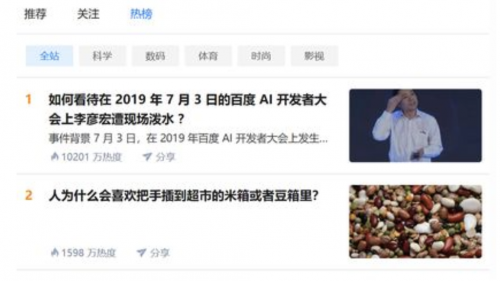 推荐 关注 热榜
全站 科学 数码 体育 时尚 影视
1 如何看待在 2019 年 7 月 3 日的百度 AI 开发者大
会上李彦宏遭现场泼水?
事件背景 7 月 3 日,在 2019 年百度 AI 开发者大会上发生...
10201 万热度 分享
2 人为什么会喜欢把手插到超市的米箱或者豆箱里?
1598 万热度 分享